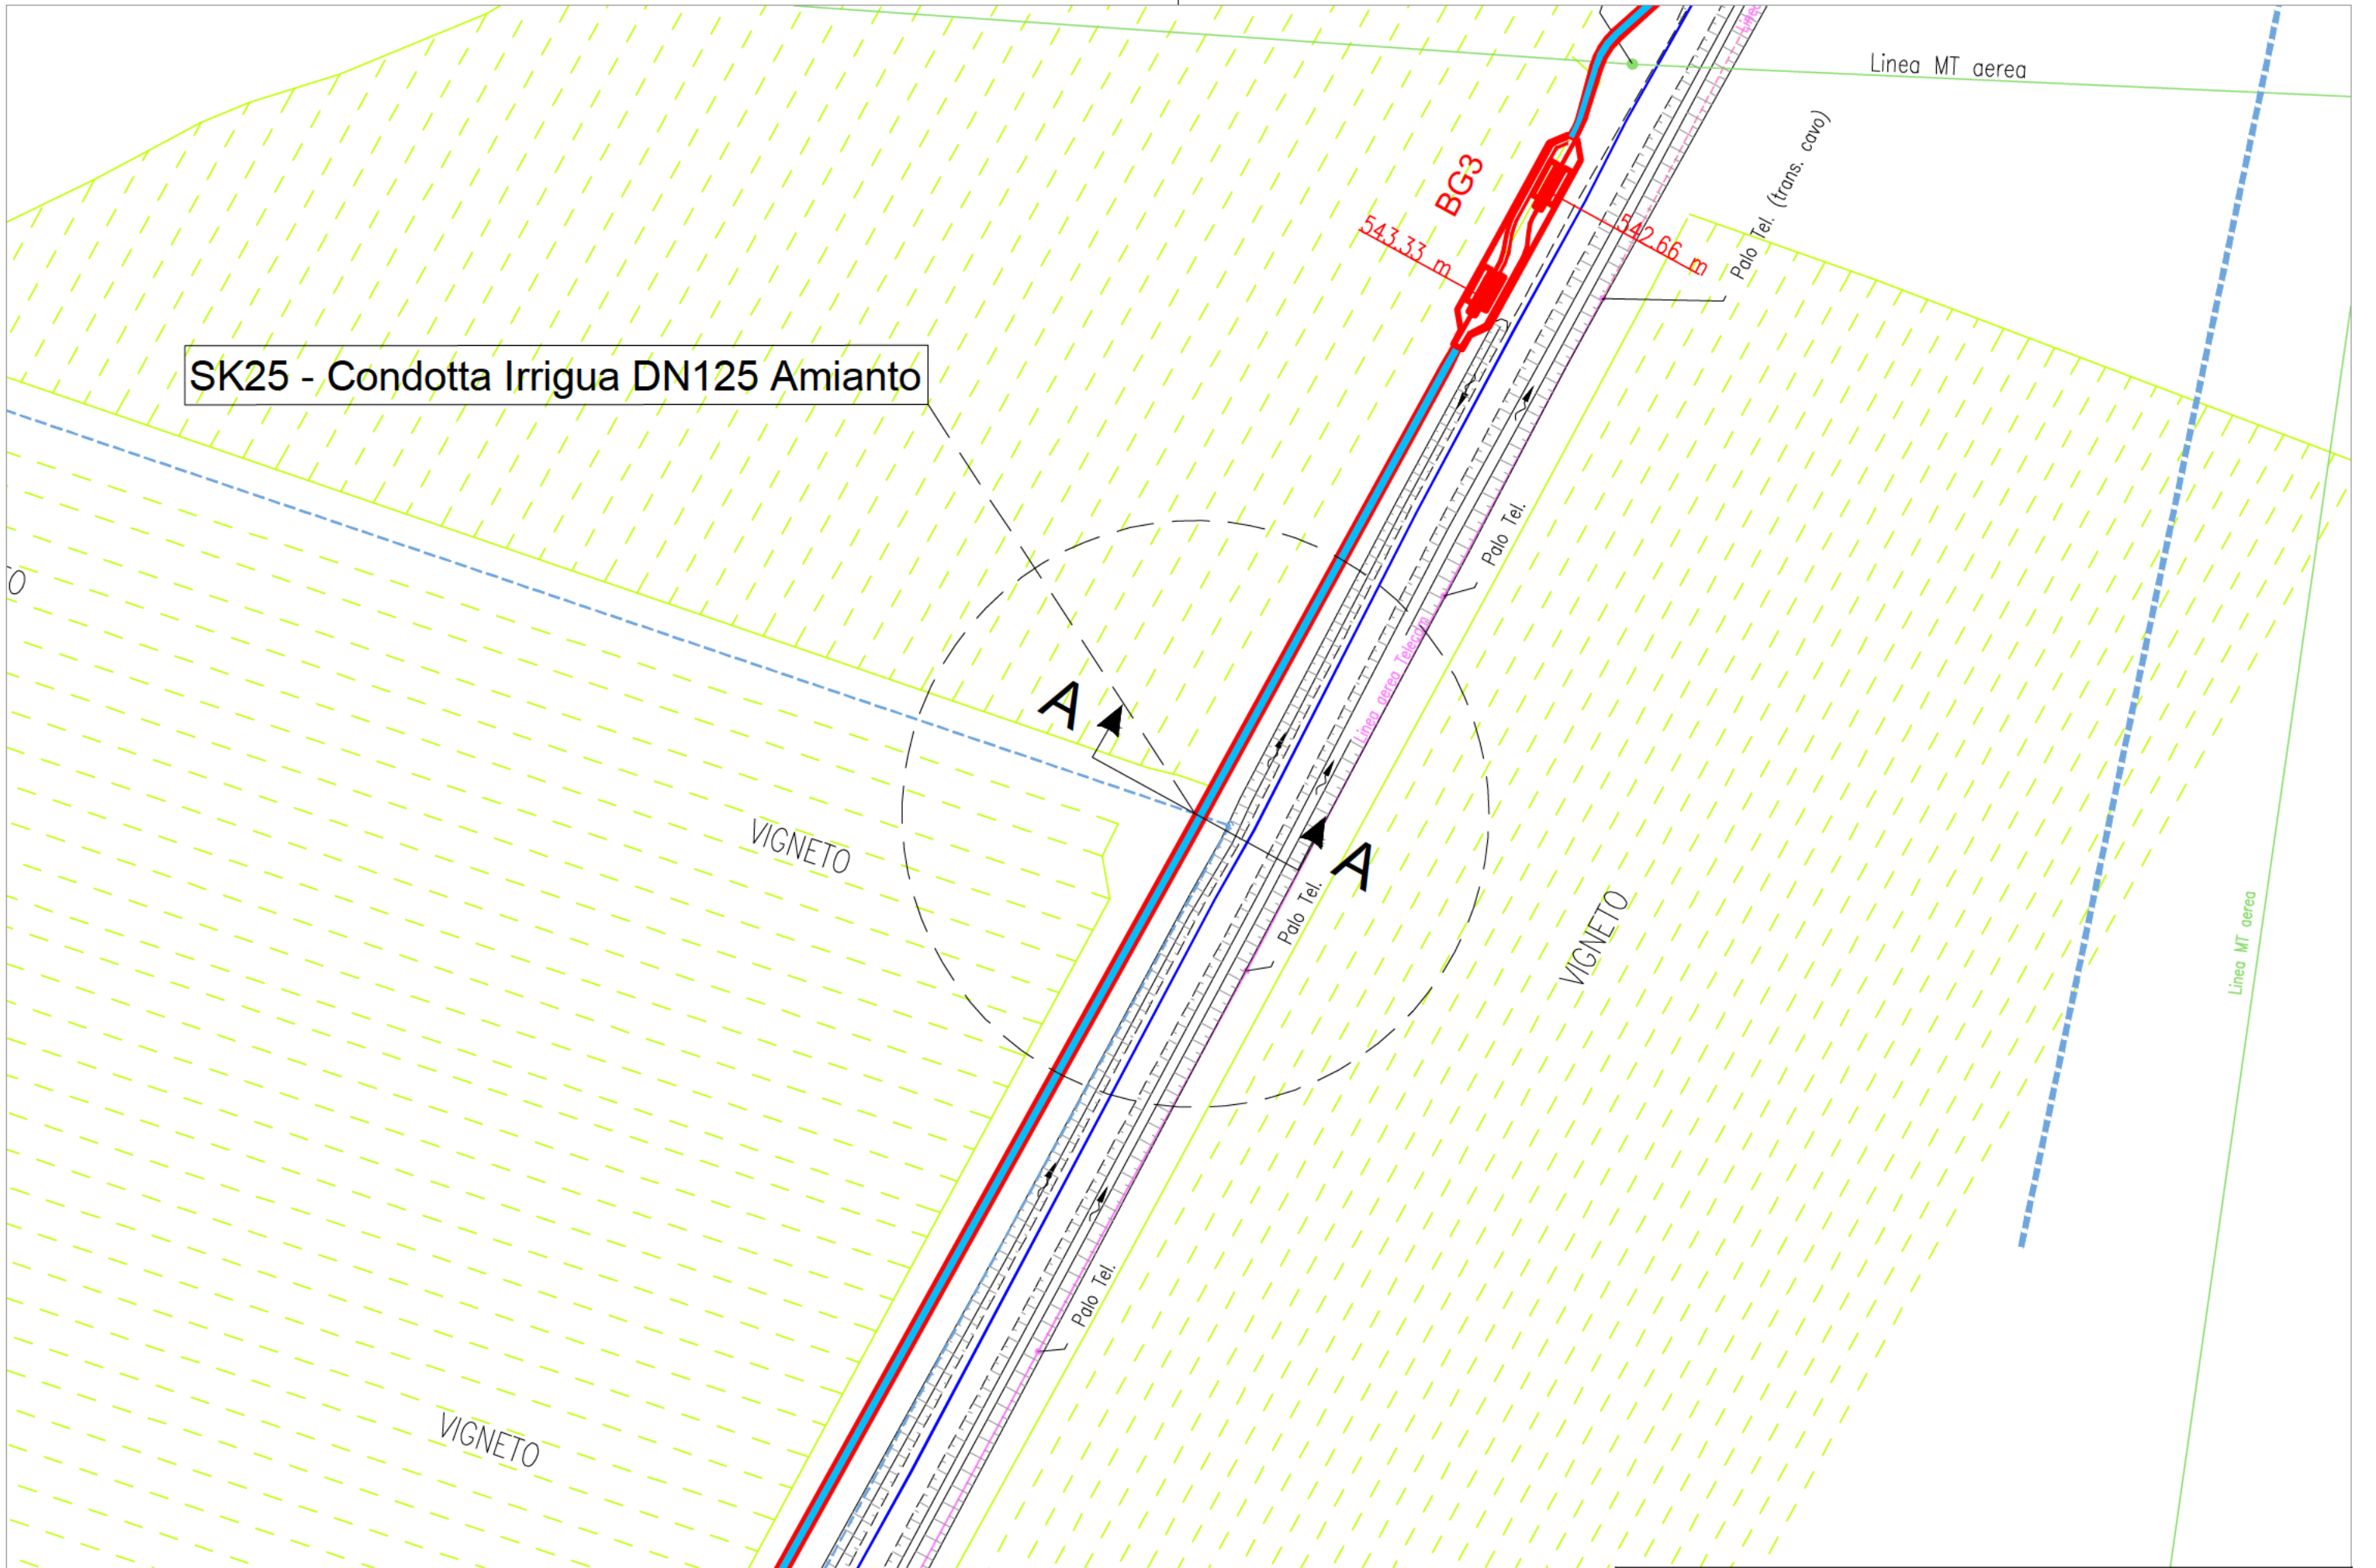 Linea MT aerea
Palo Tel. (trans. cavo)
BG3
543.33 m
542.66 m
SK25 - Condotta Irrigua DN125 Amianto
Palo Tel.
Linea aerea Telecom
A
A
VIGNETO
Palo Tel.
VIGNETO
Linea MT aerea
Palo Tel.
VIGNETO